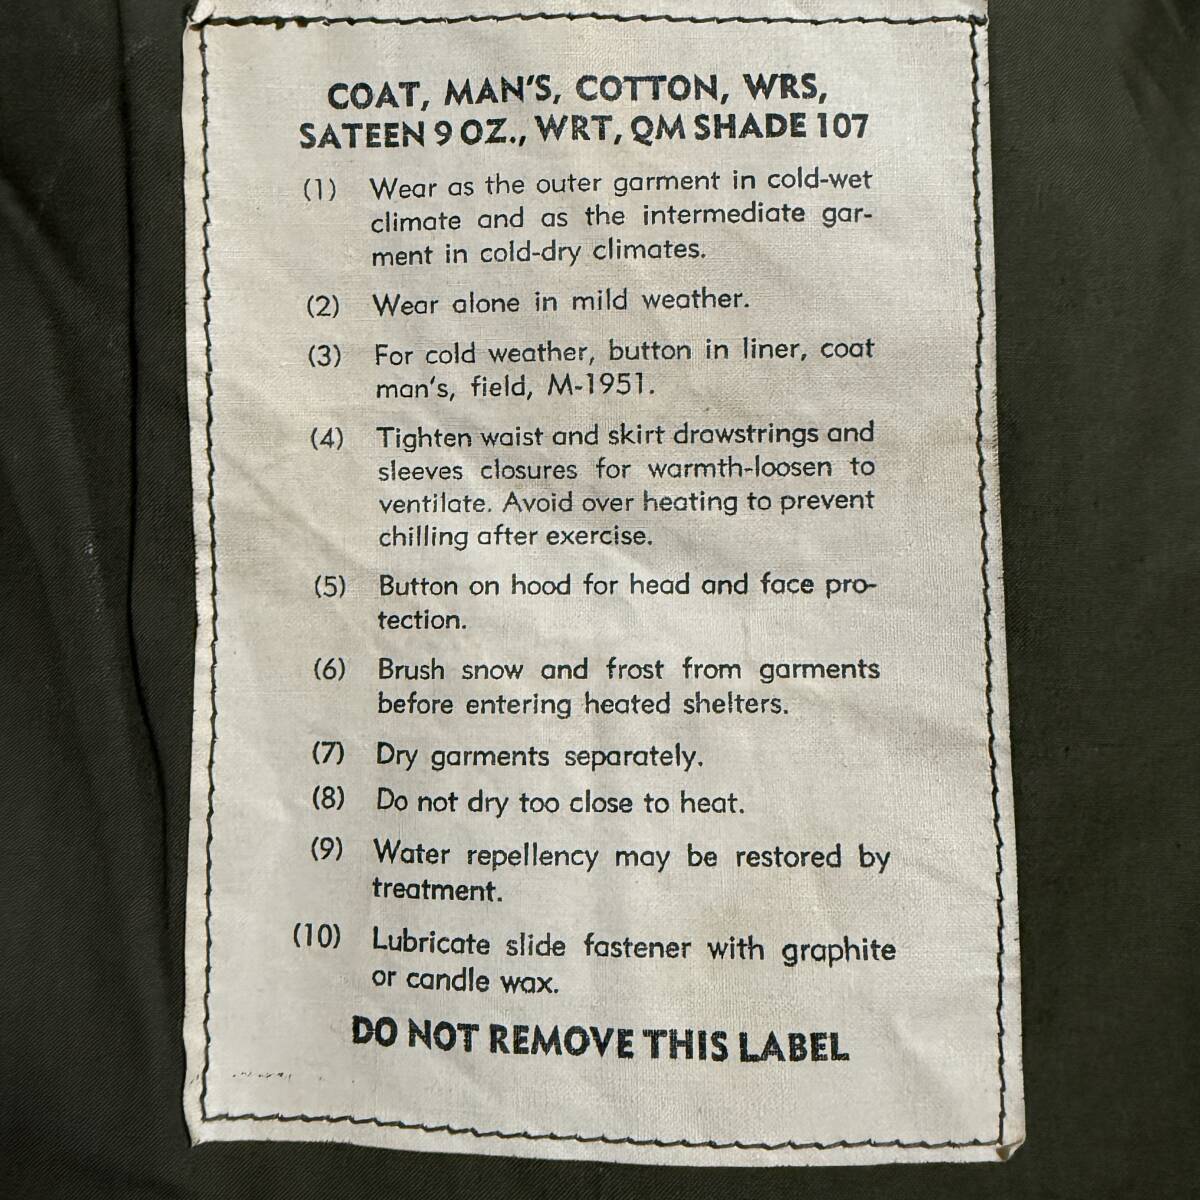 COAT, MAN'S, COTTON, WRS,
SATEEN 9 OZ., WRT, QM SHADE 107
(1) Wear as the outer garment in cold-wet
climate and as the intermediate gar-
ment in cold-dry climates.
(2) Wear alone in mild weather.
(3) For cold weather, button in liner, coat
man's, field, M-1951.
(4) Tighten waist and skirt drawstrings and
sleeves closures for warmth-loosen to
ventilate. Avoid over heating to prevent
chilling after exercise.
(5) Button on hood for head and face pro-
tection.
(6) Brush snow and frost from garments
before entering heated shelters.
(7) Dry garments separately.
(8) Do not dry too close to heat.
(9) Water repellency may be restored by
treatment.
(10) Lubricate slide fastener with graphite
or candle wax.
DO NOT REMOVE THIS LABEL